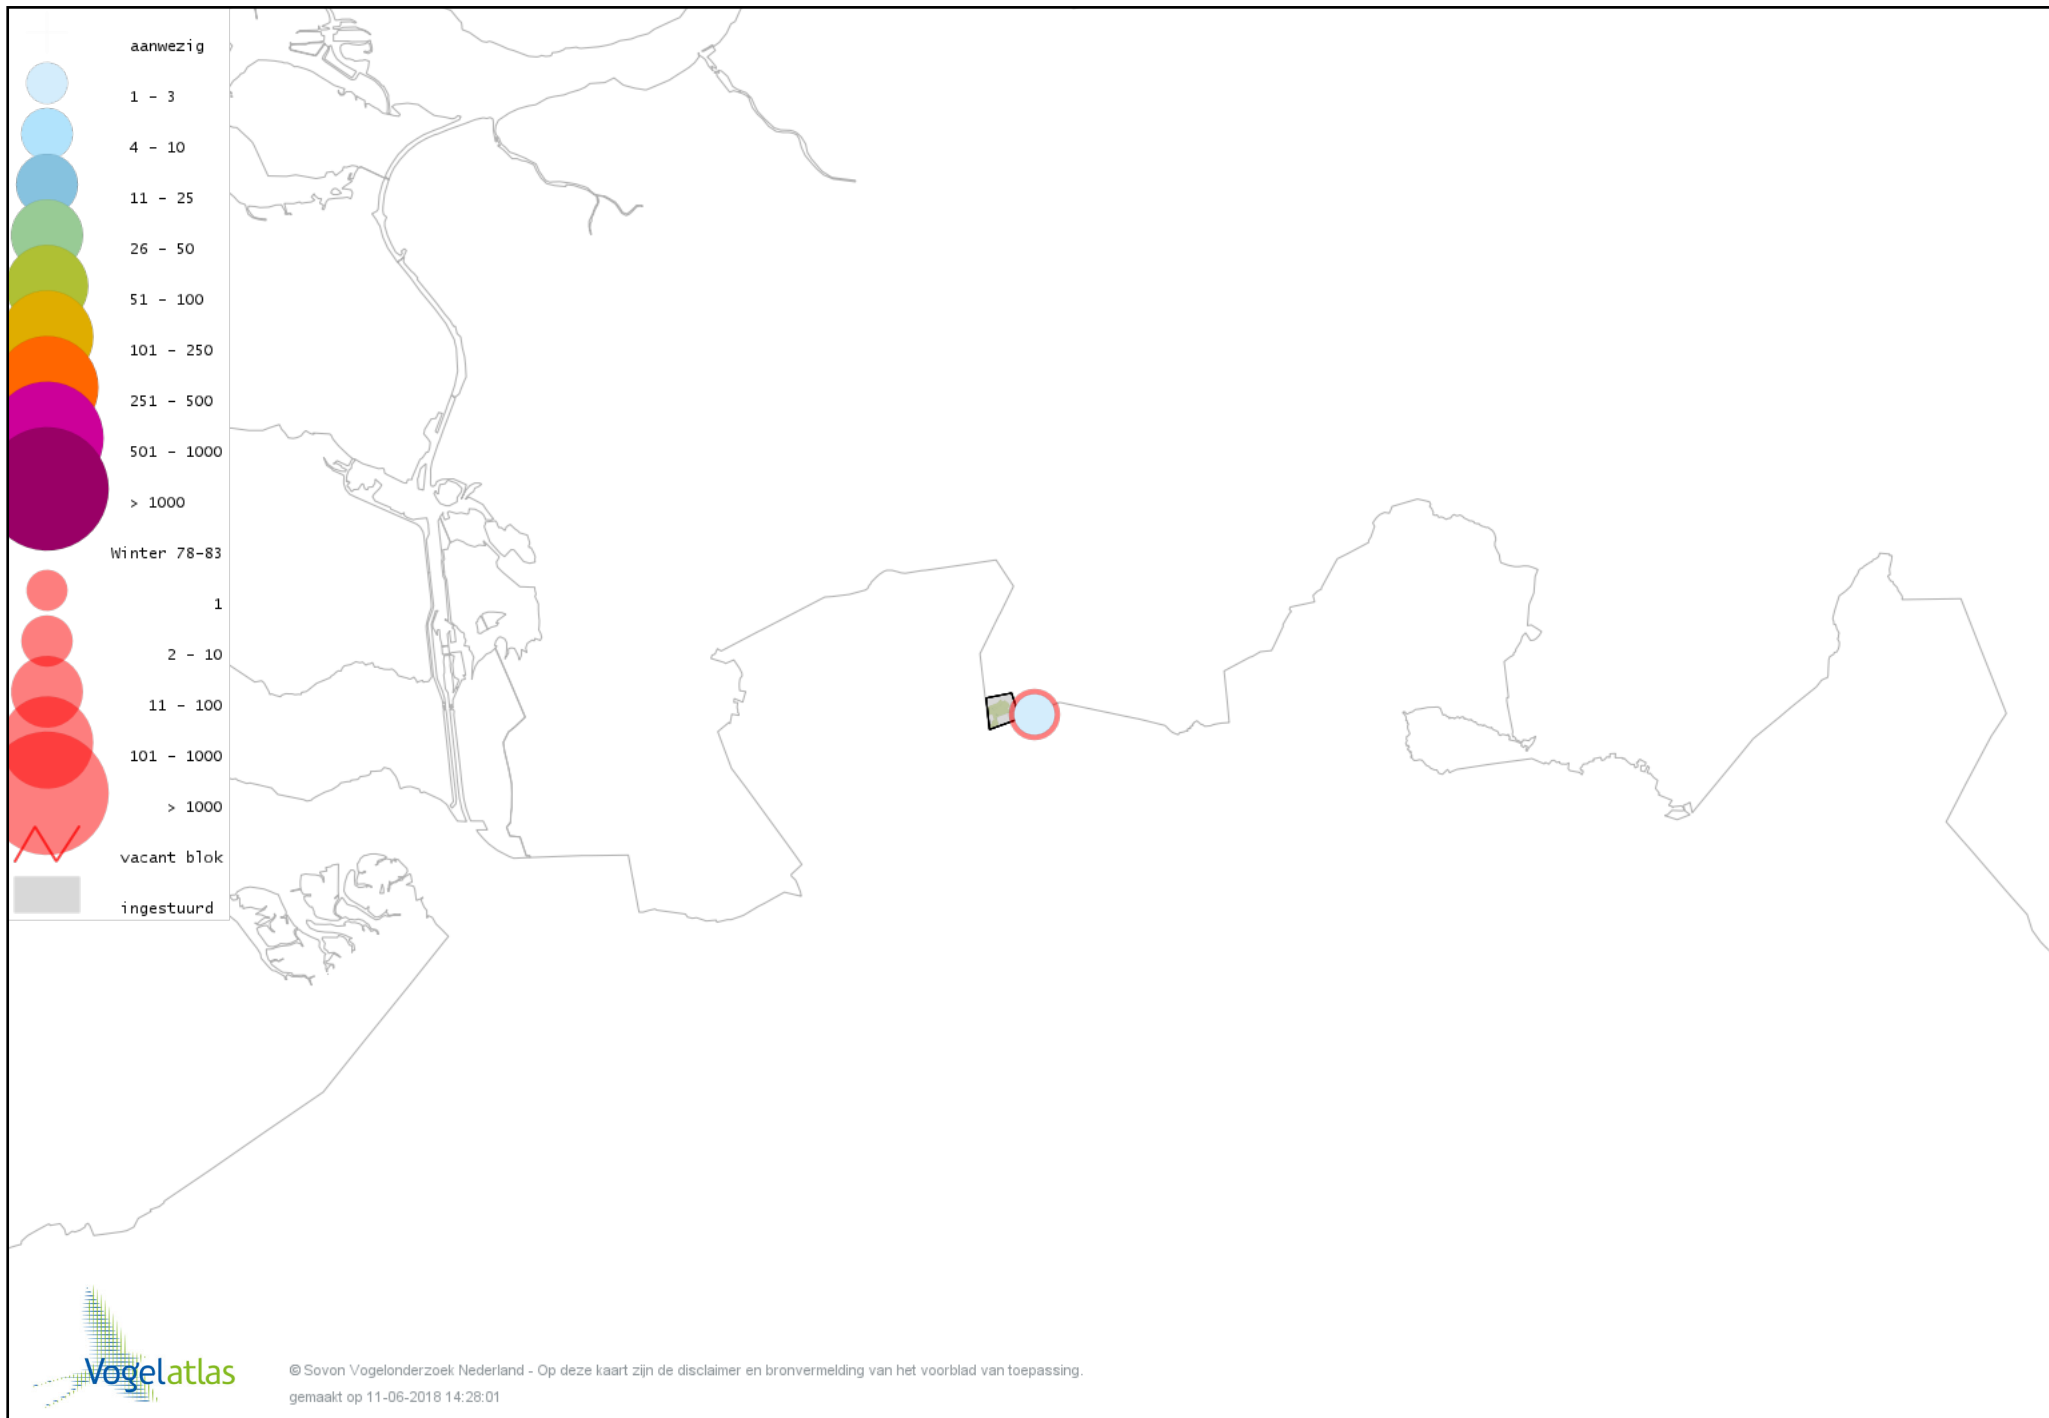 aanwezig
1 - 3
4 - 10
11 - 25
26 - 50
51 - 100
101 - 250
251 - 500
501 - 1000
> 1000
Winter 78-83
1
2 - 10
11 - 100
101 - 1000
> 1000
vacant blok
ingestuurd
Vogelatlas
© Sovon Vogelonderzoek Nederland - Op deze kaart zijn de disclaimer en bronvermelding van het voorblad van toepassing.
gemaakt op 11-06-2018 14:28:01